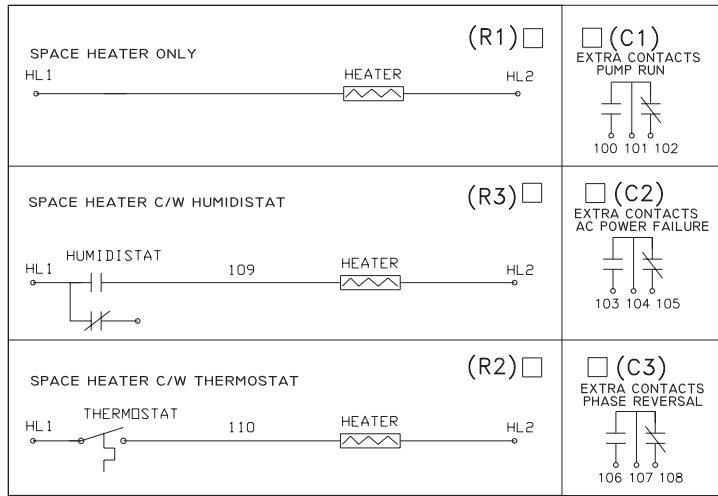 SPACE HEATER ONLY
(R1)
HL1
HEATER
HL2
(C1)
EXTRA CONTACTS
PUMP RUN
100 101 102
SPACE HEATER C/W HUMIDISTAT
(R3)
HUMIDISTAT
HL1
109
HEATER
HL2
(C2)
EXTRA CONTACTS
AC POWER FAILURE
103 104 105
SPACE HEATER C/W THERMOSTAT
(R2)
THERMOSTAT
HL1
110
HEATER
HL2
(C3)
EXTRA CONTACTS
PHASE REVERSAL
106 107 108